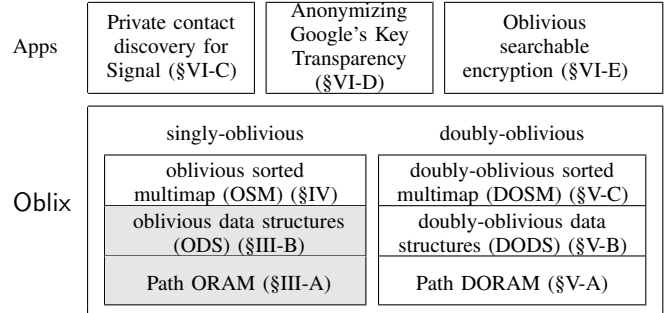 Apps
Private contact
discovery for
Signal (§VI-C)
Anonymizing
Google's Key
Transparency
(§VI-D)
Oblivious
searchable
encryption (§VI-E)
Oblix
singly-oblivious
oblivious sorted
multimap (OSM) (§IV)
oblivious data structures
(ODS) (§III-B)
Path ORAM (§III-A)
doubly-oblivious
doubly-oblivious sorted
multimap (DOSM) (§V-C)
doubly-oblivious data
structures (DODS) (§V-B)
Path DORAM (§V-A)